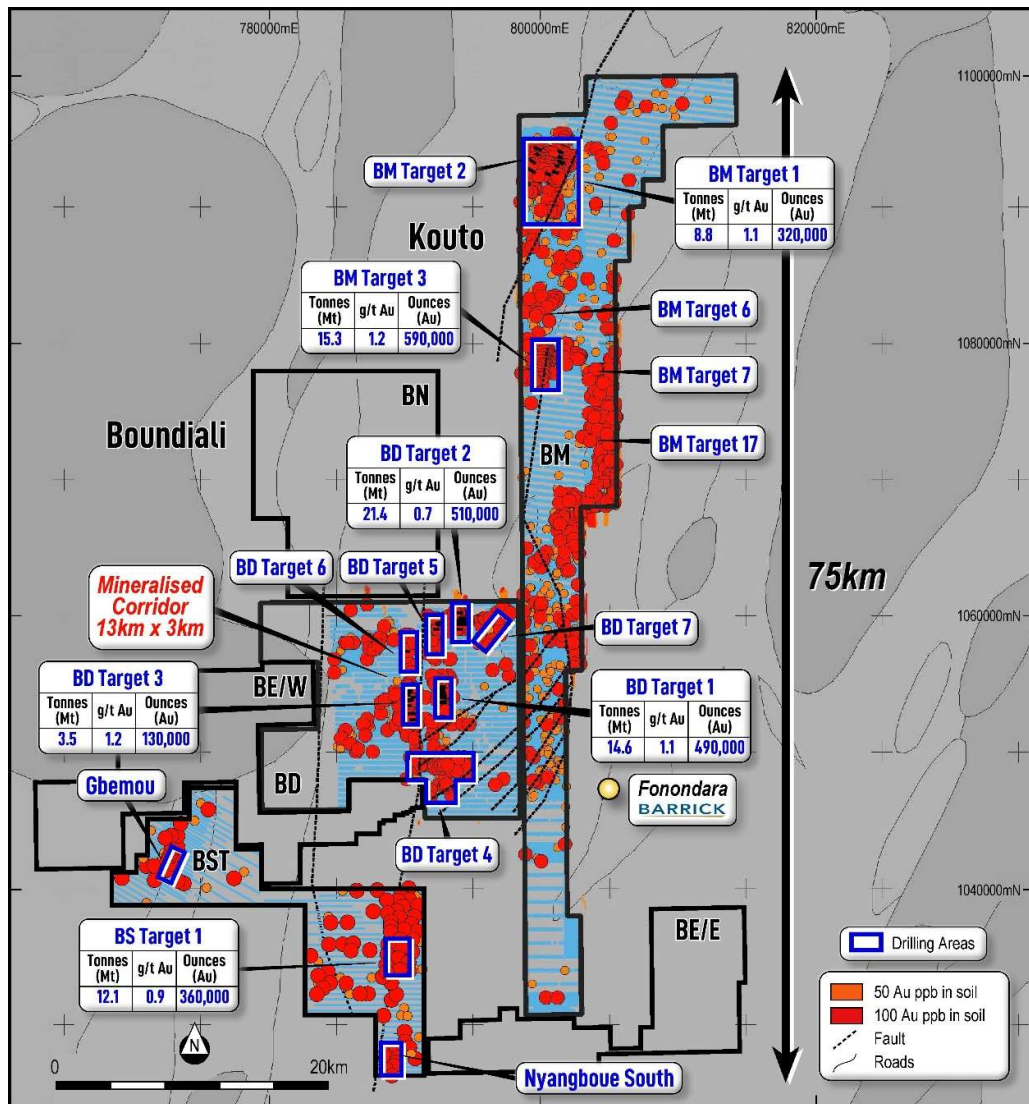 780000mE
800000mE
820000mE
1100000mN
BM Target 2
BM Target 1
Tonnes (Mt) g/t Au Ounces (Au)
8.8 1.1 320,000
Kouto
BM Target 3
Tonnes (Mt) g/t Au Ounces (Au)
15.3 1.2 590,000
BM Target 6
1080000mN
BM Target 7
BN
Boundiali
BM Target 17
BM
BD Target 2
Tonnes (Mt) g/t Au Ounces (Au)
21.4 0.7 510,000
BD Target 6
BD Target 5
75km
Mineralised
Corridor
13km x 3km
1060000mN
BD Target 7
BE/W
BD Target 3
Tonnes (Mt) g/t Au Ounces (Au)
3.5 1.2 130,000
BD Target 1
Tonnes (Mt) g/t Au Ounces (Au)
14.6 1.1 490,000
Gbemou
BD
Fonondara
BARRICK
BD Target 4
BST
1040000mN
BE/E
BS Target 1
Tonnes (Mt) g/t Au Ounces (Au)
12.1 0.9 360,000
Drilling Areas
50 Au ppb in soil
100 Au ppb in soil
Fault
Roads
N
0 20km
Nyangboue South